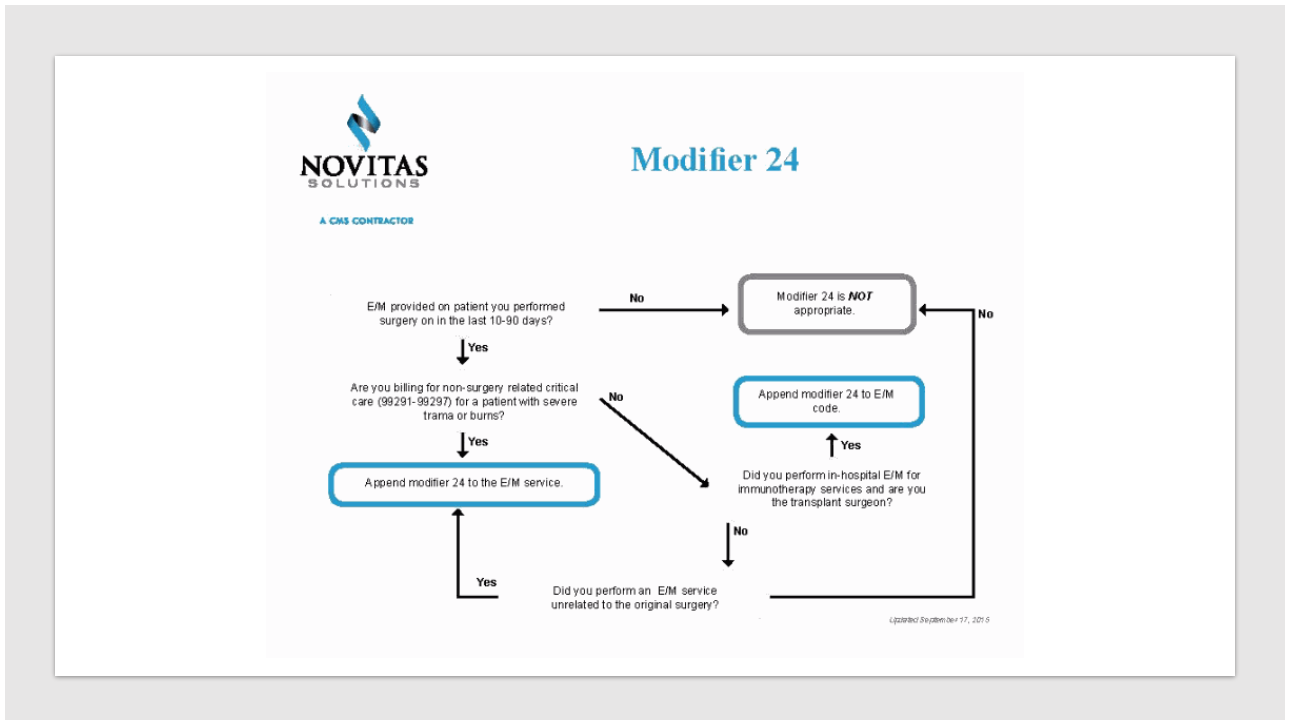 NOVITAS
SOLUTIONS
A CMS CONTRACTOR
Modifier 24
E/M provided on patient you performed
surgery on in the last 10-90 days?
No
Modifier 24 is NOT
appropriate.
No
Yes
Are you billing for non-surgery related critical
care (99291-99297) for a patient with severe
trama or burns?
No
Append modifier 24 to E/M
code.
Yes
Yes
Append modifier 24 to the E/M service.
Did you perform in-hospital E/M for
immunotherapy services and are you
the transplant surgeon?
No
Yes
Did you perform an E/M service
unrelated to the original surgery?
Updated September 17, 2015